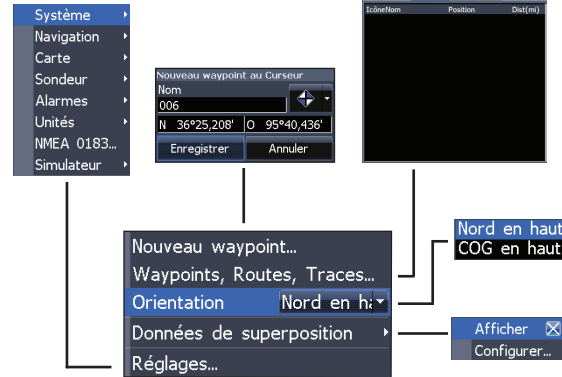 Système
Navigation
Carte
Sondeur
Alarmes
Unités
NMEA 0183...
Simulateur
Nouveau waypoint au Curseur
Nom
006
N 36°25,208' O 95°40,436'
Enregistrer Annuler
IcôneNom Position Dist(mi)
Nouveau waypoint...
Waypoints, Routes, Traces...
Orientation Nord en ha
Données de superposition
Réglages...
Nord en haut
COG en haut
Afficher
Configurer...